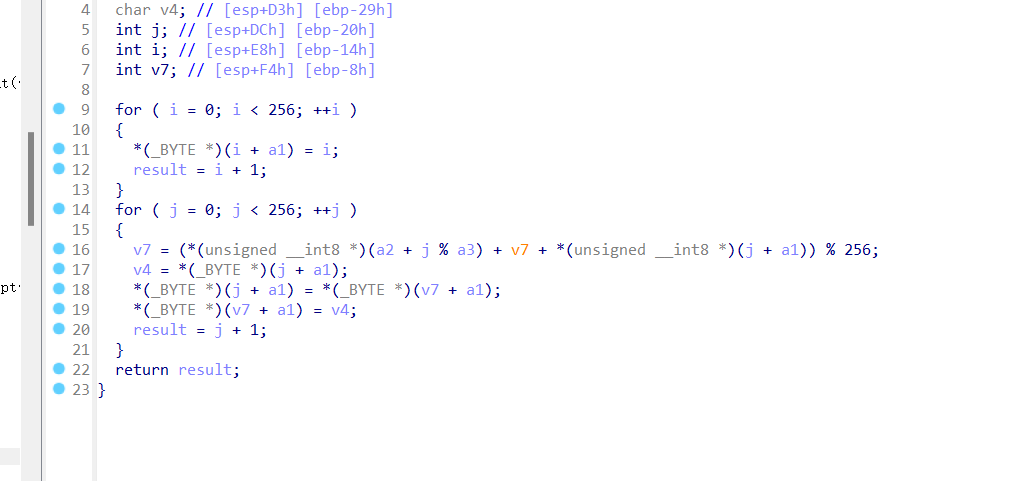 4 char v4; // [esp+D3h] [ebp-29h]
5 int j; // [esp+DCh] [ebp-20h]
6 int i; // [esp+E8h] [ebp-14h]
7 int v7; // [esp+F4h] [ebp-8h]
8
9 for ( i = 0; i < 256; ++i )
10 {
11 *(_BYTE *)(i + a1) = i;
12 result = i + 1;
13 }
14 for ( j = 0; j < 256; ++j )
15 {
16 v7 = (*(unsigned __int8 *)(a2 + j % a3) + v7 + *(unsigned __int8 *)(j + a1)) % 256;
17 v4 = *(_BYTE *)(j + a1);
18 *(_BYTE *)(j + a1) = *(_BYTE *)(v7 + a1);
19 *(_BYTE *)(v7 + a1) = v4;
20 result = j + 1;
21 }
22 return result;
23 }